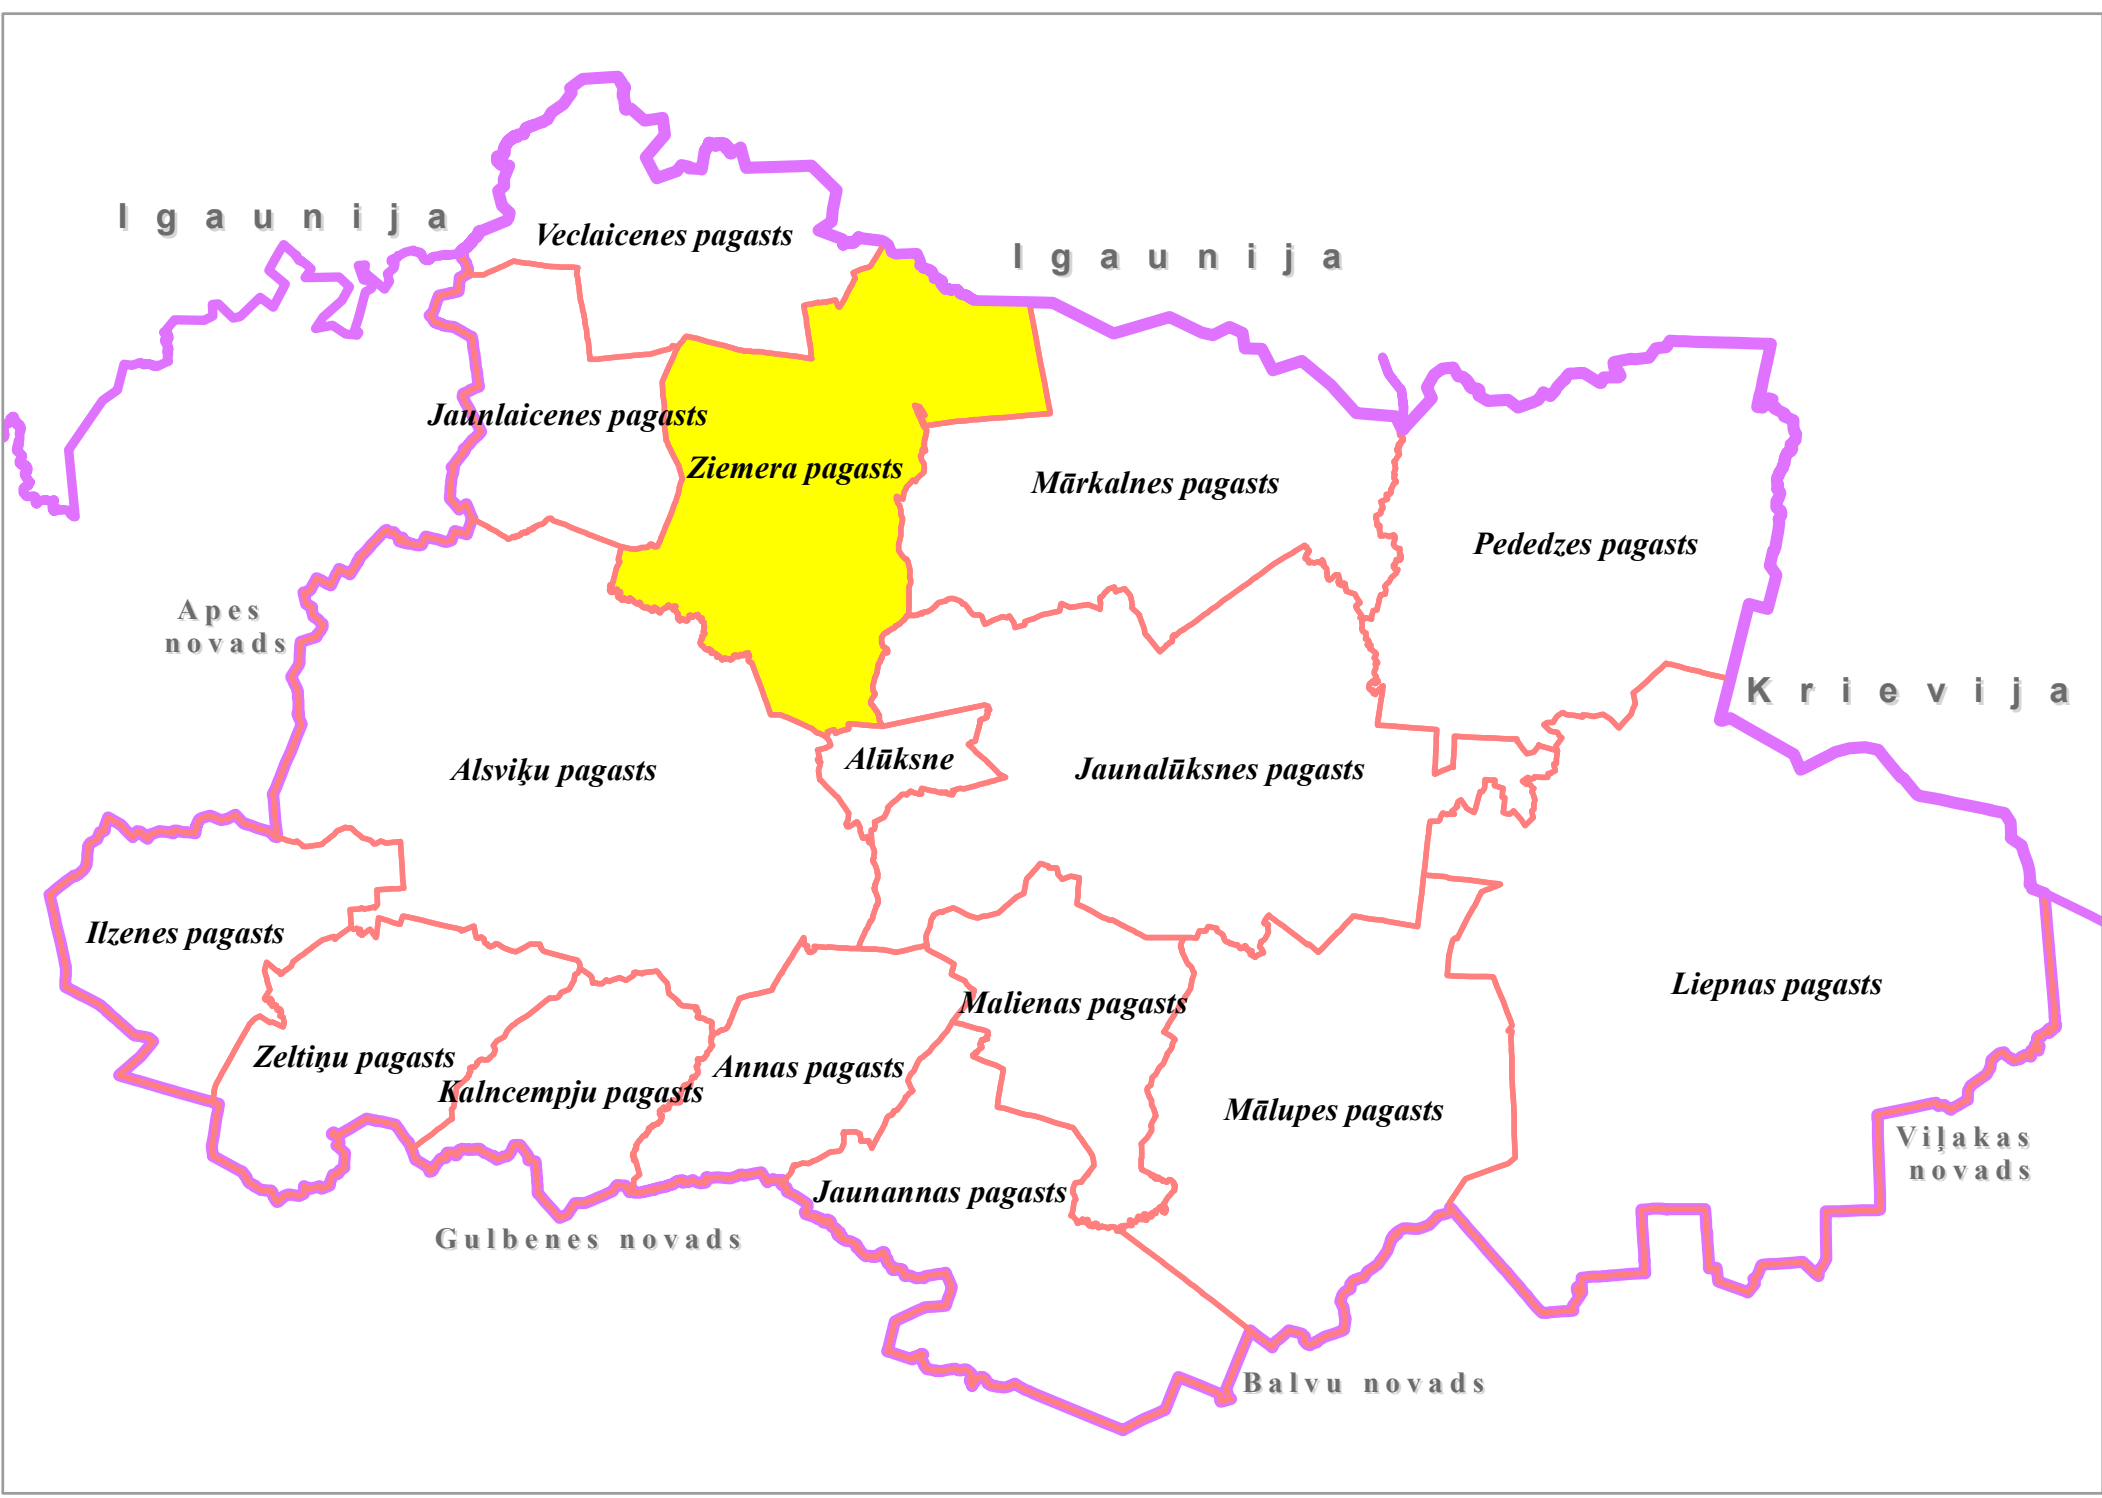 I g a u n i j a
Veclaicenes pagasts
I g a u n i j a
Jaunlaicenes pagasts
Ziemera pagasts
Mārkalnes pagasts
Pededzes pagasts
Apes
novads
K r i e v i j a
Alsviķu pagasts
Alūksne
Jaunalūksnes pagasts
Ilzenes pagasts
Liepnas pagasts
Malienas pagasts
Zeltiņu pagasts
Annas pagasts
Kalncempju pagasts
Mālupes pagasts
Viļakas
novads
Jaunannas pagasts
Gulbenes novads
Balvu novads